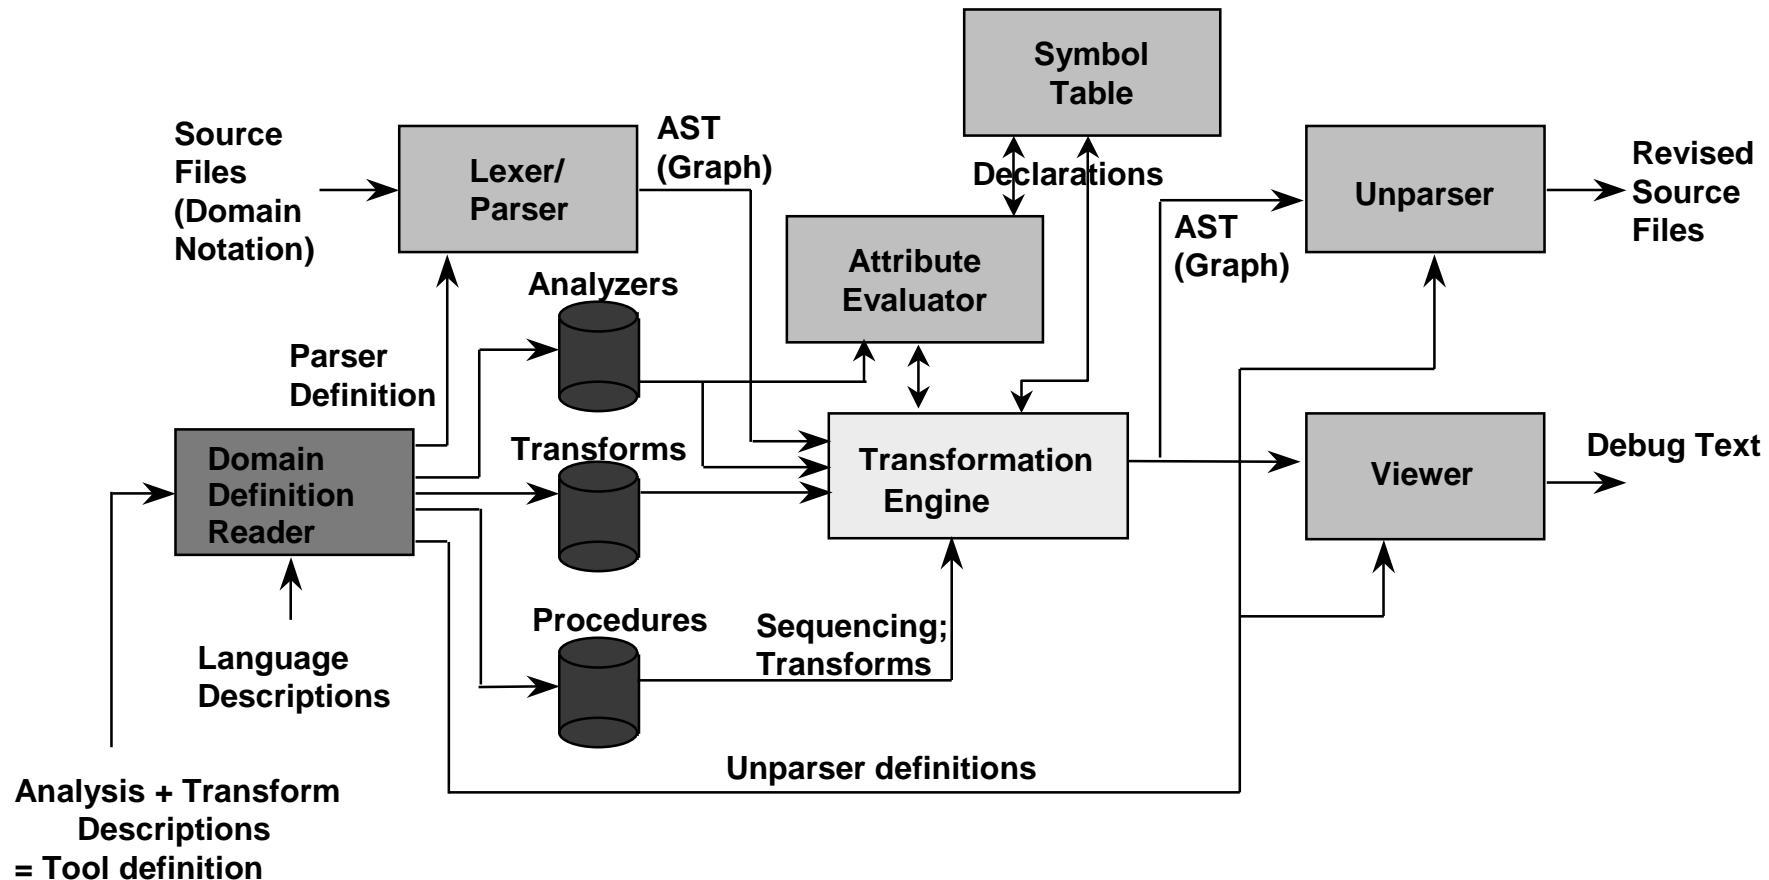 Symbol
Table
Source
Files
(Domain
Notation)
Lexer/
Parser
AST
(Graph)
Declarations
Unparser
Revised
Source
Files
AST
(Graph)
Attribute
Evaluator
Analyzers
Parser
Definition
Domain
Definition
Reader
Transforms
Transformation
Engine
Viewer
Debug Text
Procedures
Sequencing;
Transforms
Language
Descriptions
Unparser definitions
Analysis + Transform
Descriptions
= Tool definition